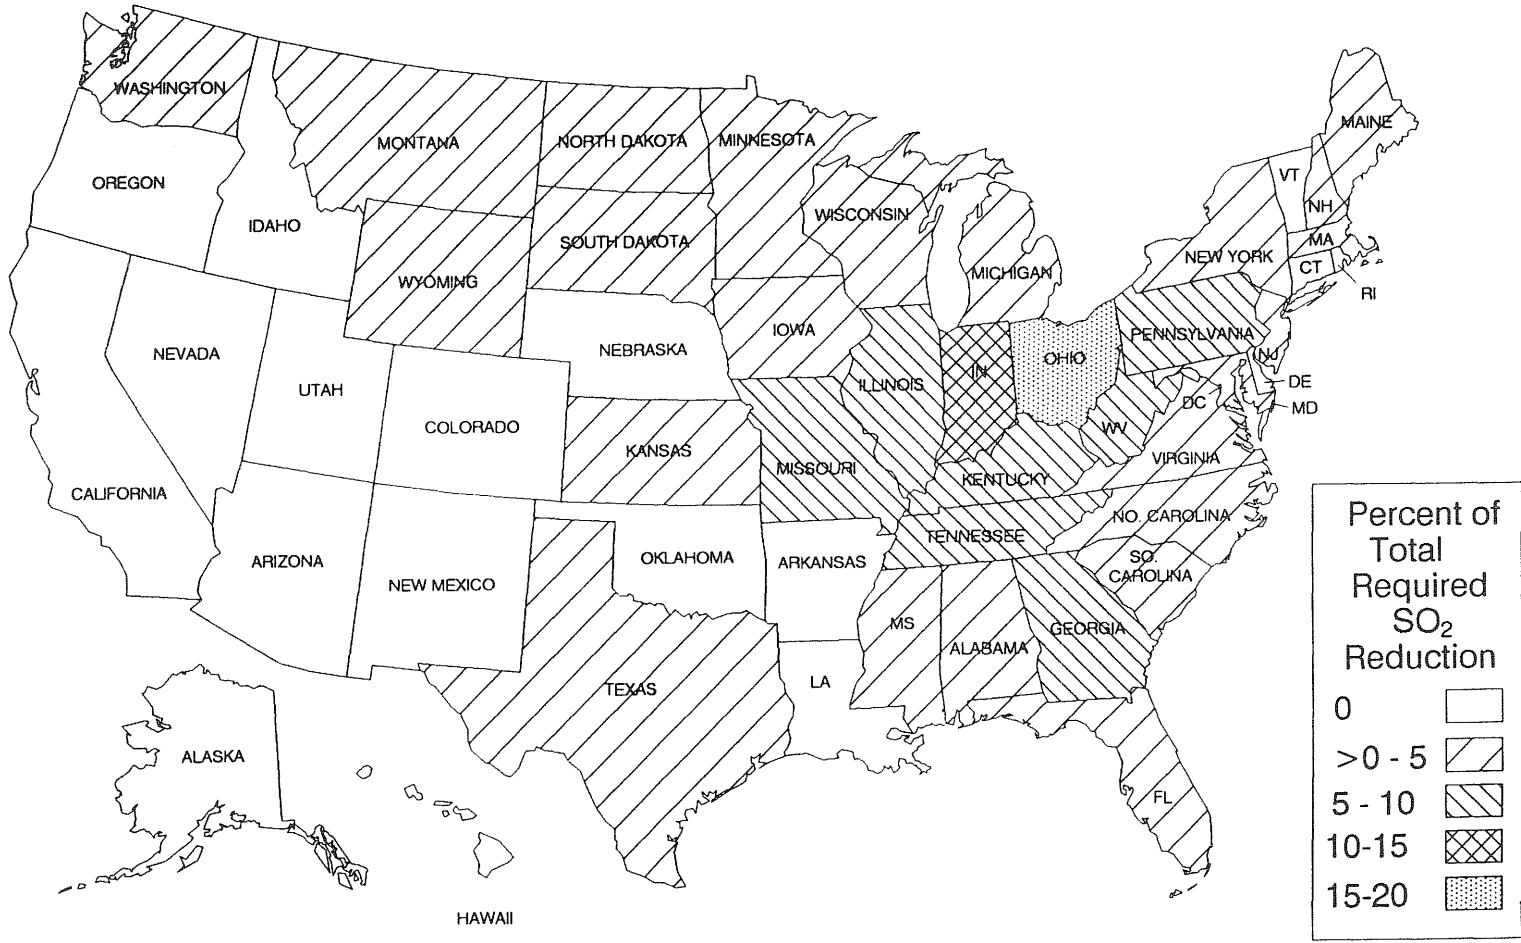 WASHINGTON
MONTANA
NORTH DAKOTA
MINNESOTA
MAINE
OREGON
IDAHO
WYOMING
SOUTH DAKOTA
WISCONSIN
MICHIGAN
NEW YORK
VT
NH
MA
CT
RI
NEVADA
UTAH
COLORADO
NEBRASKA
IOWA
ILLINOIS
IN
OHIO
PENNSYLVANIA
NJ
DE
MD
DC
WV
VIRGINIA
CALIFORNIA
KANSAS
MISSOURI
KENTUCKY
NO. CAROLINA
TENNESSEE
SO.
CAROLINA
ARIZONA
NEW MEXICO
OKLAHOMA
ARKANSAS
MS
ALABAMA
GEORGIA
TEXAS
LA
FL
ALASKA
HAWAII
Percent of
Total
Required
SO₂
Reduction
0
>0 - 5
5 - 10
10-15
15-20